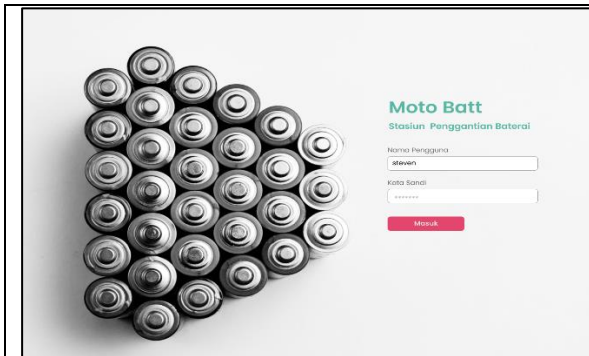 Moto Batt
Stasiun Penggantian Baterai
Nama Pengguna
steven
Kata Sandi
Masuk